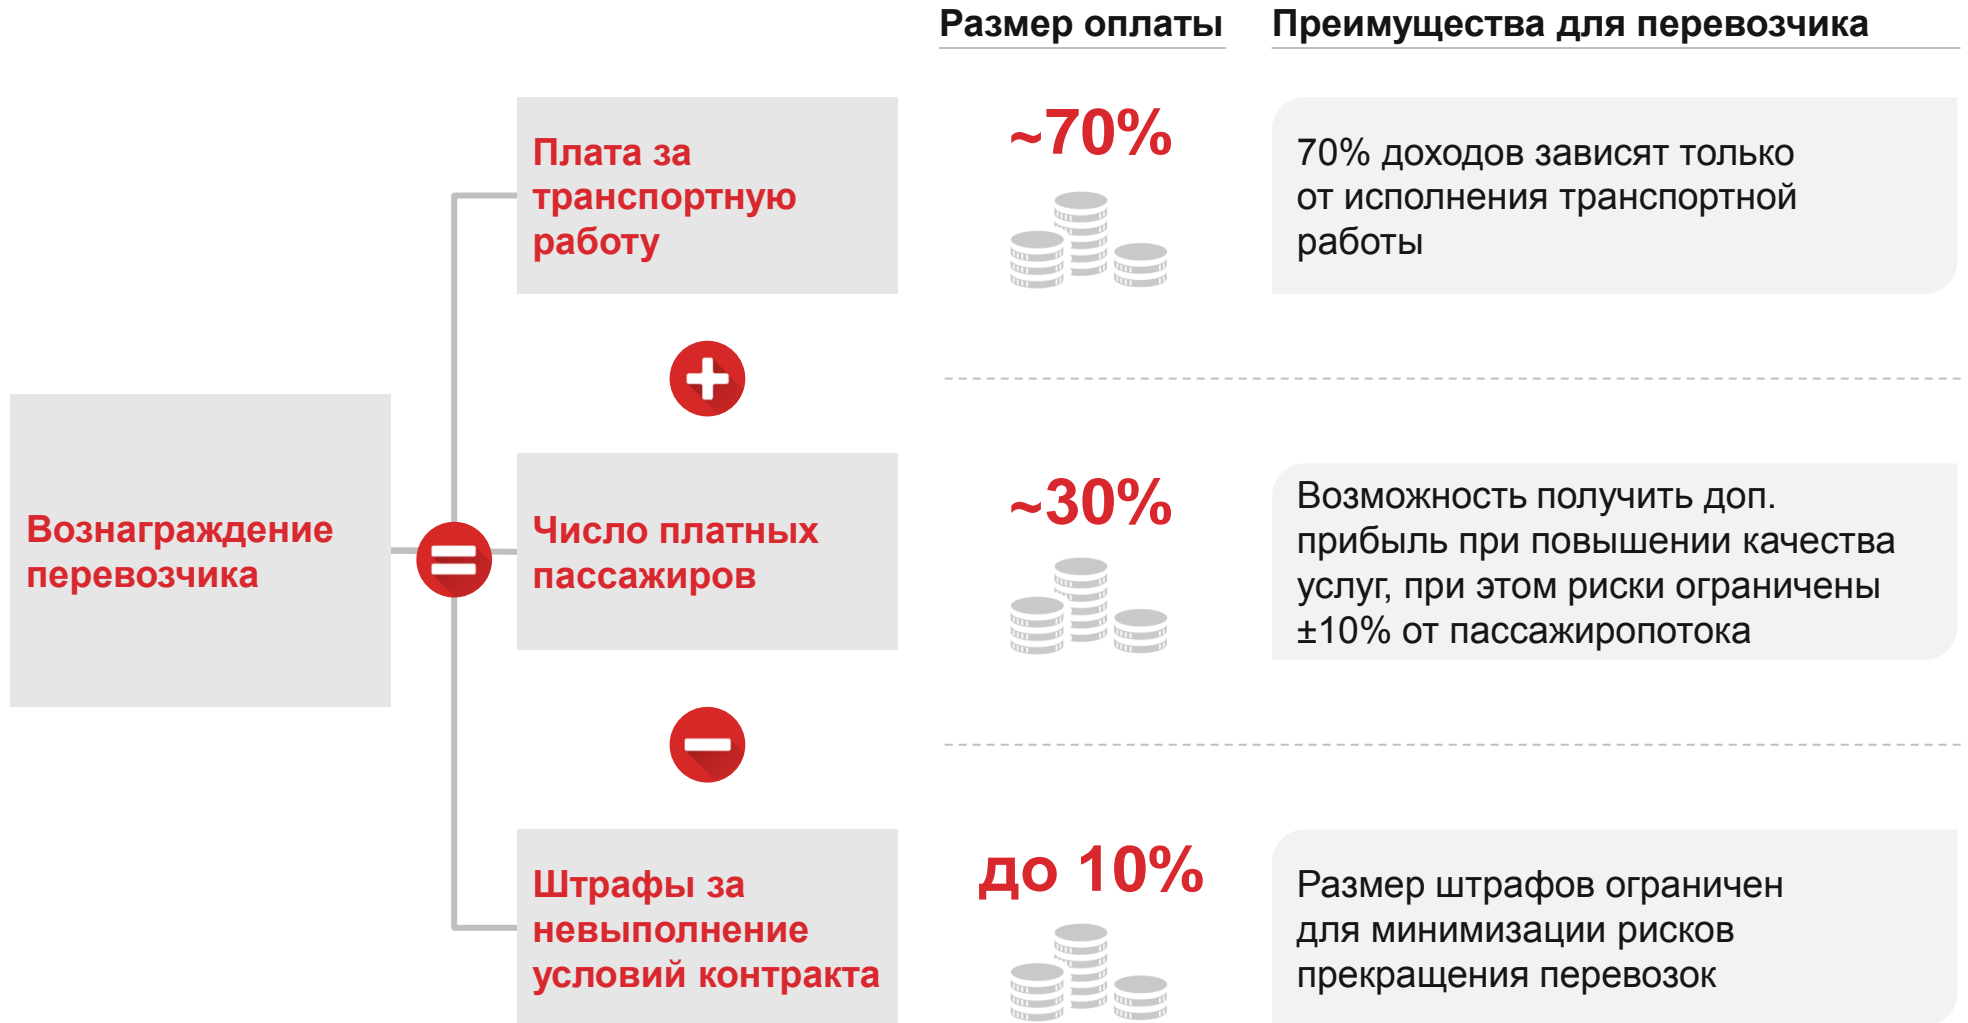 Размер оплаты
Преимущества для перевозчика
Плата за
транспортную
работу
~70%
70% доходов зависят только
от исполнения транспортной
работы
Вознаграждение
перевозчика
Число платных
пассажиров
~30%
Возможность получить доп.
прибыль при повышении качества
услуг, при этом риски ограничены
±10% от пассажиропотока
Штрафы за
невыполнение
условий контракта
до 10%
Размер штрафов ограничен
для минимизации рисков
прекращения перевозок